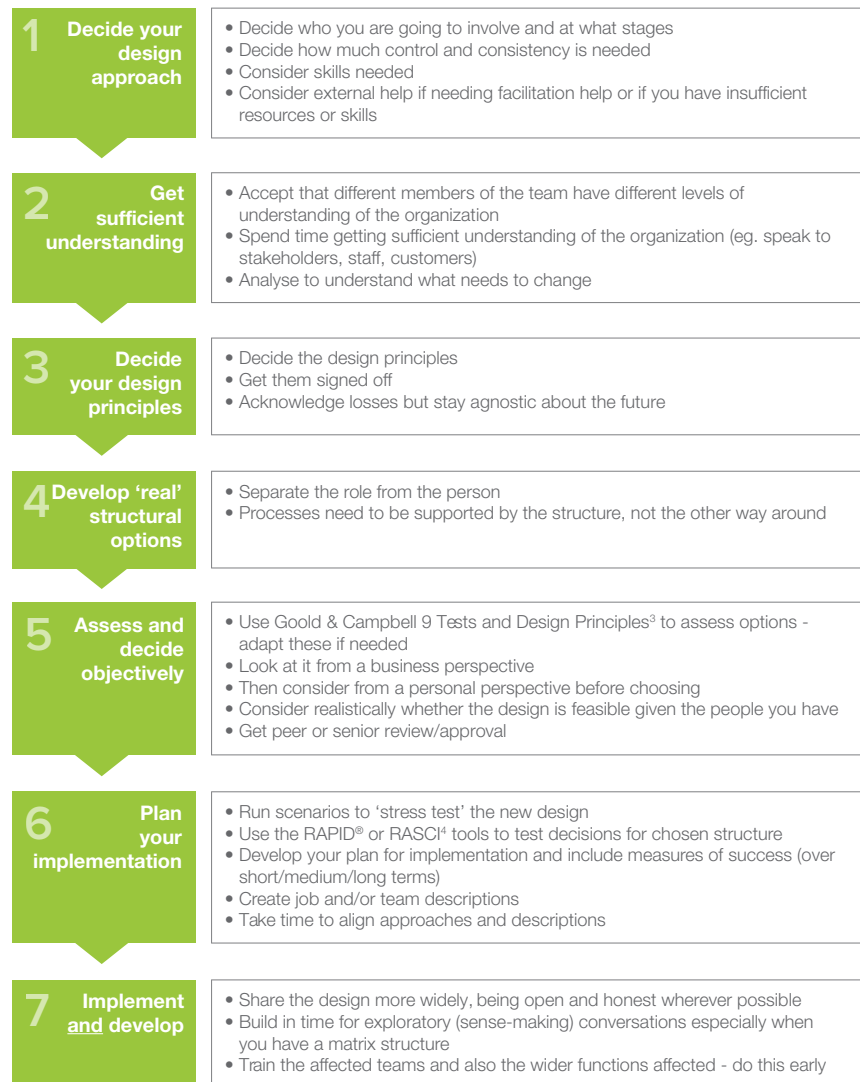 1 Decide your
design
approach
• Decide who you are going to involve and at what stages
• Decide how much control and consistency is needed
• Consider skills needed
• Consider external help if needing facilitation help or if you have insufficient
resources or skills
2 Get
sufficient
understanding
• Accept that different members of the team have different levels of
understanding of the organization
• Spend time getting sufficient understanding of the organization (eg. speak to
stakeholders, staff, customers)
• Analyse to understand what needs to change
3 Decide
your design
principles
• Decide the design principles
• Get them signed off
• Acknowledge losses but stay agnostic about the future
4 Develop ‘real’
structural
options
• Separate the role from the person
• Processes need to be supported by the structure, not the other way around
5 Assess and
decide
objectively
• Use Goold & Campbell 9 Tests and Design Principles³ to assess options -
adapt these if needed
• Look at it from a business perspective
• Then consider from a personal perspective before choosing
• Consider realistically whether the design is feasible given the people you have
• Get peer or senior review/approval
6 Plan
your
implementation
• Run scenarios to ‘stress test’ the new design
• Use the RAPID® or RASCI⁴ tools to test decisions for chosen structure
• Develop your plan for implementation and include measures of success (over
short/medium/long terms)
• Create job and/or team descriptions
• Take time to align approaches and descriptions
7 Implement
and develop
• Share the design more widely, being open and honest wherever possible
• Build in time for exploratory (sense-making) conversations especially when
you have a matrix structure
• Train the affected teams and also the wider functions affected - do this early